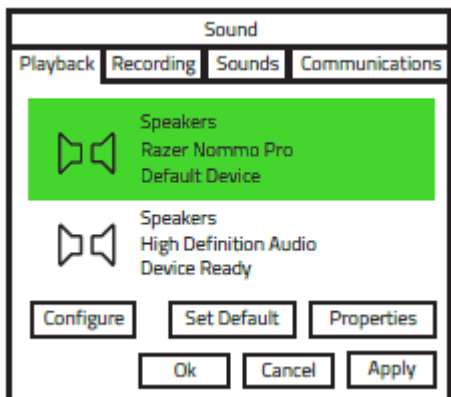 Sound
Playback Recording Sounds Communications
Speakers
Razer Nommo Pro
Default Device
Speakers
High Definition Audio
Device Ready
Configure Set Default Properties
Ok Cancel Apply